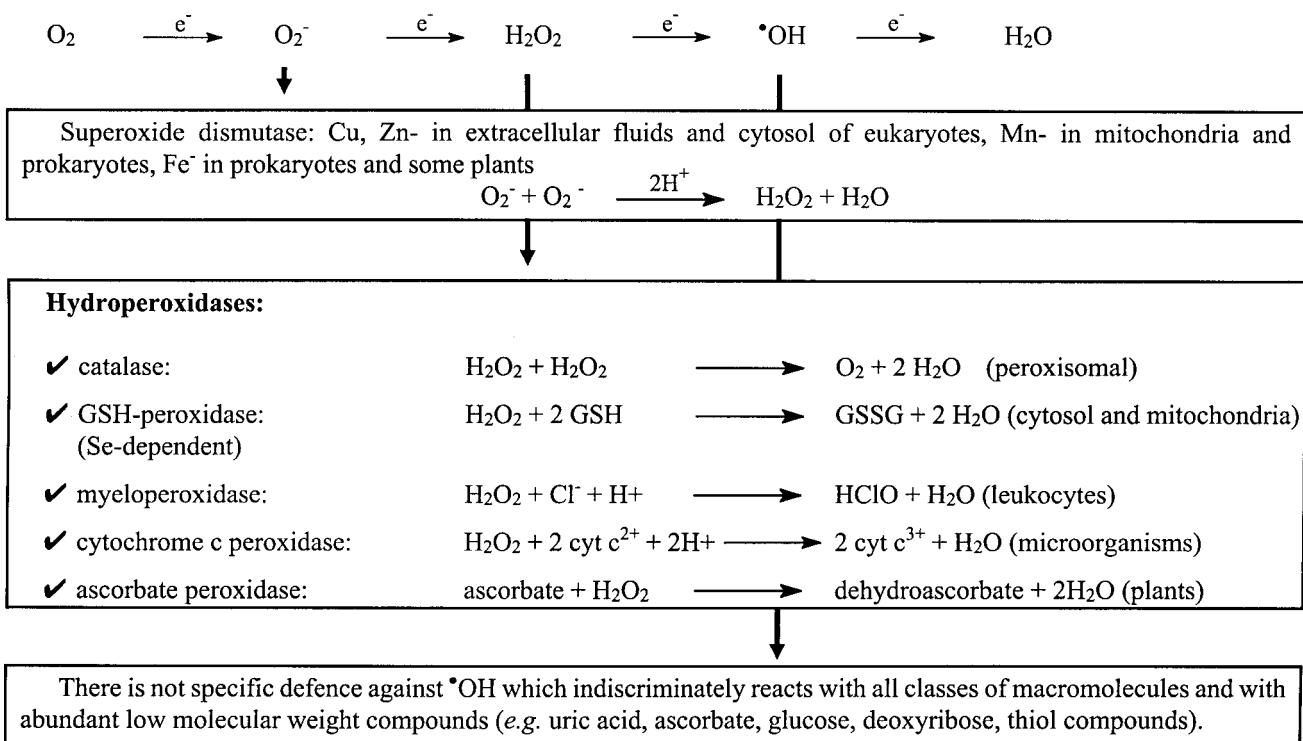 O₂ e⁻ O₂⁻ e⁻ H₂O₂ e⁻ •OH e⁻ H₂O
Superoxide dismutase: Cu, Zn- in extracellular fluids and cytosol of eukaryotes, Mn- in mitochondria and
prokaryotes, Fe⁻ in prokaryotes and some plants
O₂⁻ + O₂⁻ 2H⁺ H₂O₂ + H₂O
Hydroperoxidases:
✔ catalase: H₂O₂ + H₂O₂ ⟶ O₂ + 2 H₂O (peroxisomal)
✔ GSH-peroxidase: H₂O₂ + 2 GSH ⟶ GSSG + 2 H₂O (cytosol and mitochondria)
(Se-dependent)
✔ myeloperoxidase: H₂O₂ + Cl⁻ + H+ ⟶ HClO + H₂O (leukocytes)
✔ cytochrome c peroxidase: H₂O₂ + 2 cyt c²⁺ + 2H+ ⟶ 2 cyt c³⁺ + H₂O (microorganisms)
✔ ascorbate peroxidase: ascorbate + H₂O₂ ⟶ dehydroascorbate + 2H₂O (plants)
There is not specific defence against •OH which indiscriminately reacts with all classes of macromolecules and with
abundant low molecular weight compounds (e.g. uric acid, ascorbate, glucose, deoxyribose, thiol compounds).